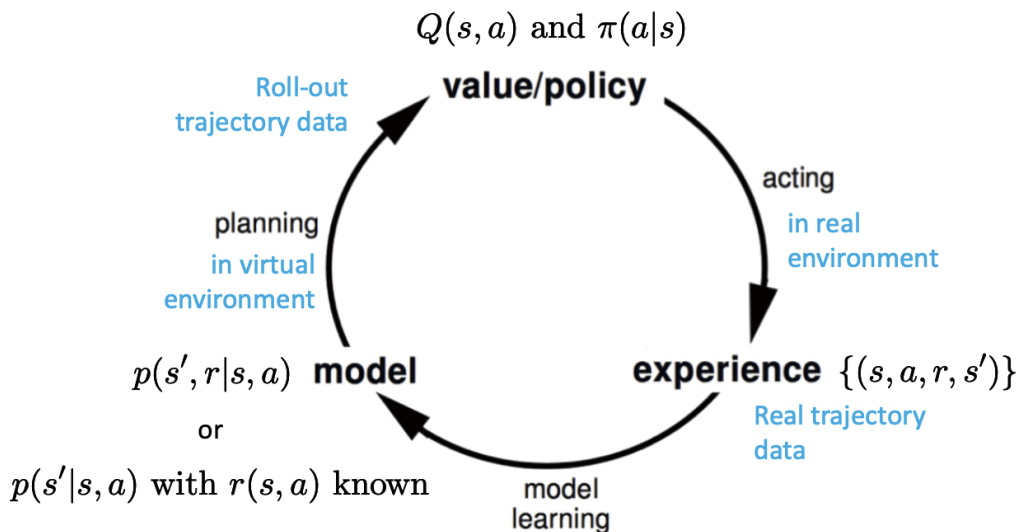 Q(s, a) and π(a|s)
value/policy
Roll-out
trajectory data
acting
in real
environment
planning
in virtual
environment
p(s′, r|s, a) model
experience {(s, a, r, s′)}
or
Real trajectory
data
p(s′|s, a) with r(s, a) known
model
learning